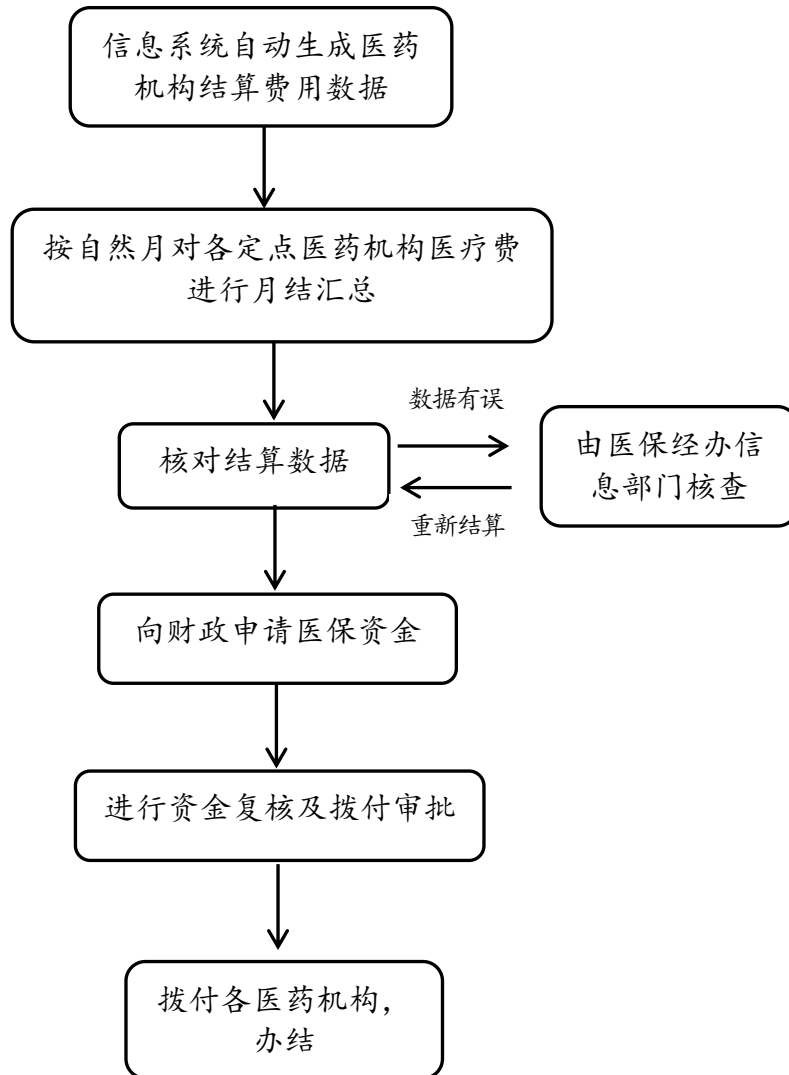 信息系统自动生成医药
机构结算费用数据
按自然月对各定点医药机构医疗费
进行月结汇总
数据有误
核对结算数据
由医保经办信
息部门核查
重新结算
向财政申请医保资金
进行资金复核及拨付审批
拨付各医药机构，
办结